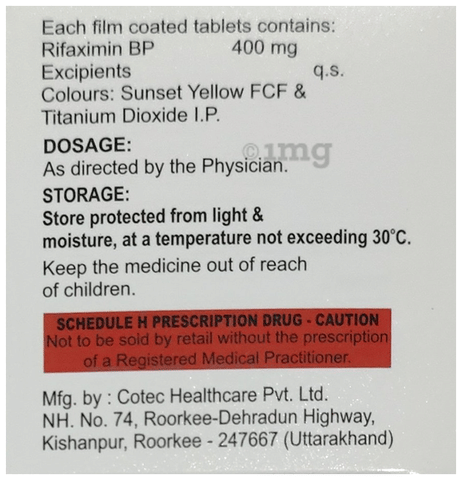 Each film coated tablets contains:
Rifaximin BP 400 mg
Excipients q.s.
Colours: Sunset Yellow FCF &
Titanium Dioxide I.P.
DOSAGE:
©1mg
As directed by the Physician.
STORAGE:
Store protected from light &
moisture, at a temperature not exceeding 30°C.
Keep the medicine out of reach
of children.
SCHEDULE H PRESCRIPTION DRUG - CAUTION
Not to be sold by retail without the prescription
of a Registered Medical Practitioner.
Mfg. by : Cotec Healthcare Pvt. Ltd.
NH. No. 74, Roorkee-Dehradun Highway,
Kishanpur, Roorkee - 247667 (Uttarakhand)